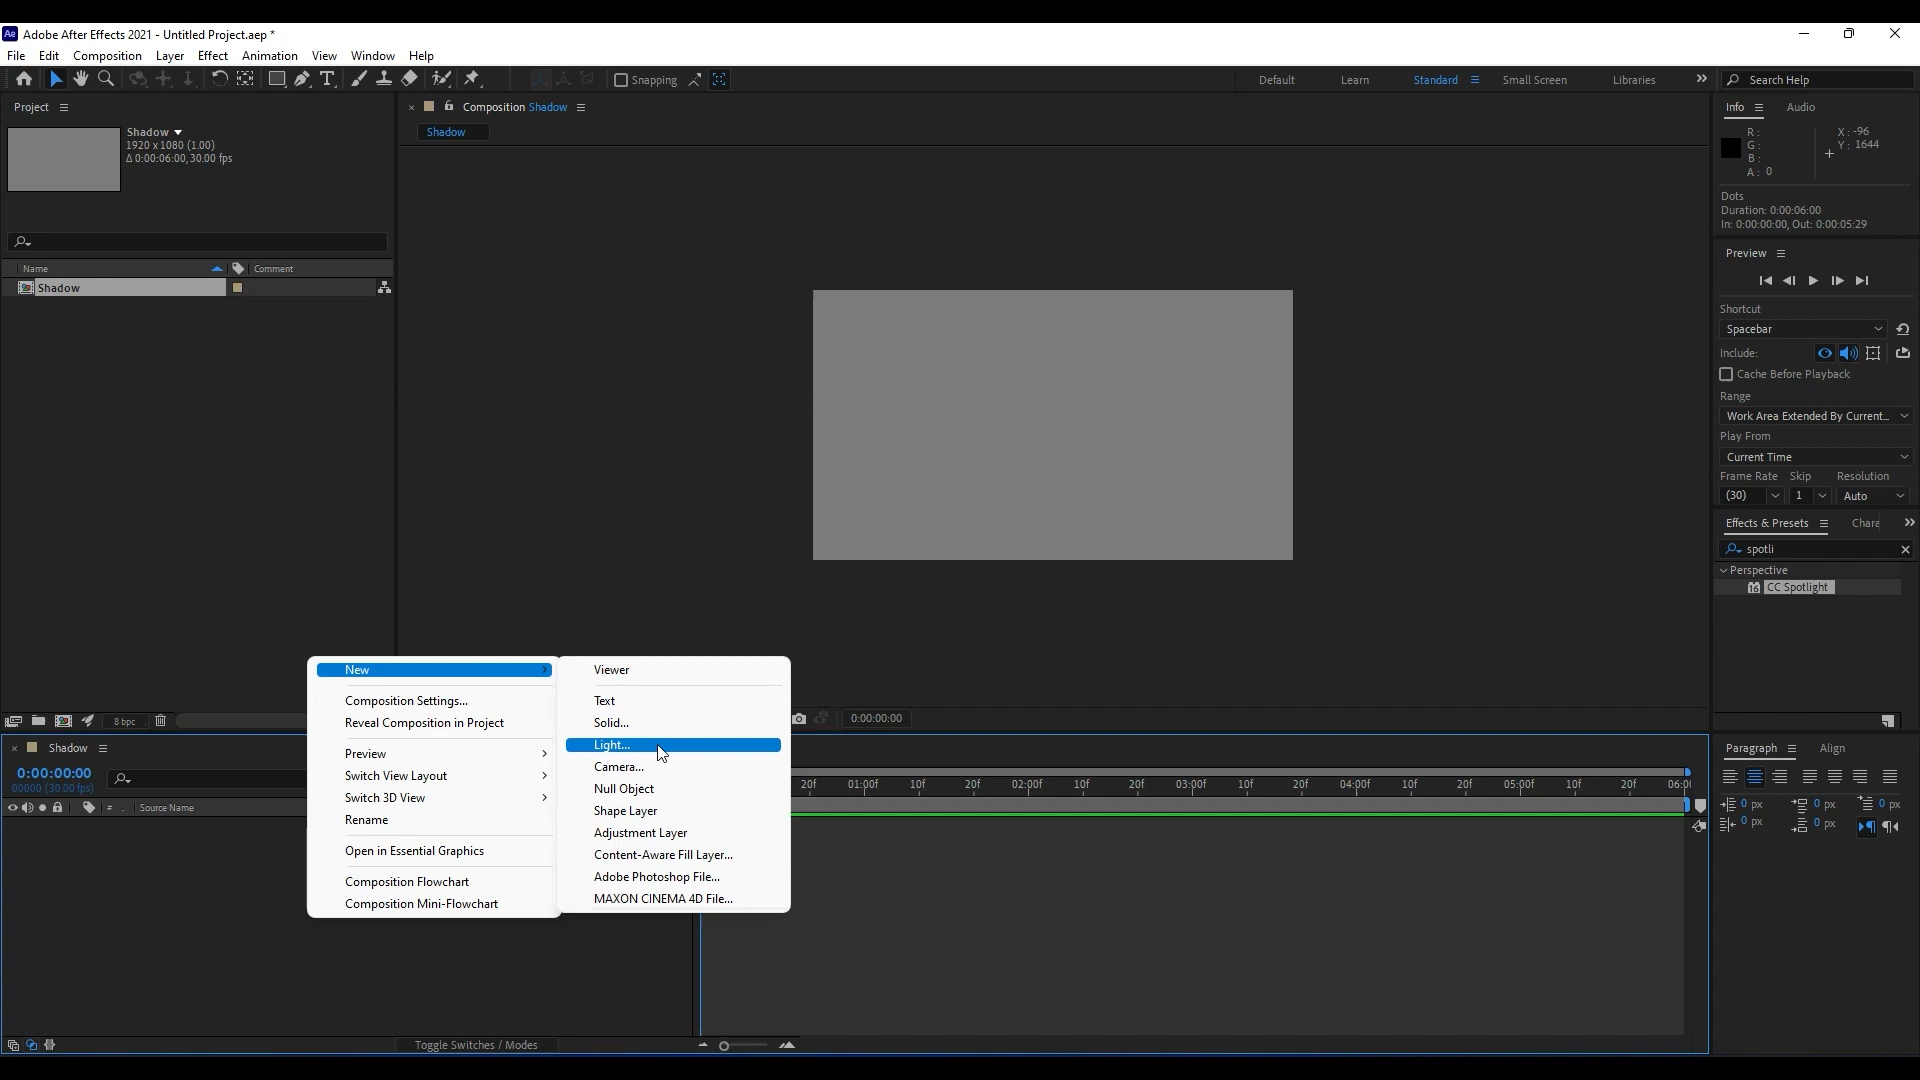 Ae Adobe After Effects 2021 - Untitled Project.aep *
File Edit Composition Layer Effect Animation View Window Help
Snapping
Default Learn Standard Small Screen Libraries
Search Help
Project
Shadow
1920 x 1080 (1.00)
Δ 0:00:06:00, 30.00 fps
Name Comment
Shadow
8 bpc
Composition Shadow
Shadow
0:00:00:00
Info Audio
R:
G:
B:
A: 0
X: -96
Y: 1644
Dots
Duration: 0:00:06:00
In: 0:00:00:00, Out: 0:00:05:29
Preview
Shortcut
Spacebar
Include:
Cache Before Playback
Range
Work Area Extended By Current...
Play From
Current Time
Frame Rate Skip Resolution
(30) 1 Auto
Effects & Presets Chara
spotli
Perspective
16 CC Spotlight
Paragraph Align
0 px 0 px 0 px
0 px 0 px
Shadow
0:00:00:00
00000 (30.00 fps)
# . Source Name
20f 01:00f 10f 20f 02:00f 10f 20f 03:00f 10f 20f 04:00f 10f 20f 05:00f 10f 20f 06:0
Toggle Switches / Modes
New
Composition Settings...
Reveal Composition in Project
Preview
Switch View Layout
Switch 3D View
Rename
Open in Essential Graphics
Composition Flowchart
Composition Mini-Flowchart
Viewer
Text
Solid...
Light...
Camera...
Null Object
Shape Layer
Adjustment Layer
Content-Aware Fill Layer...
Adobe Photoshop File...
MAXON CINEMA 4D File...